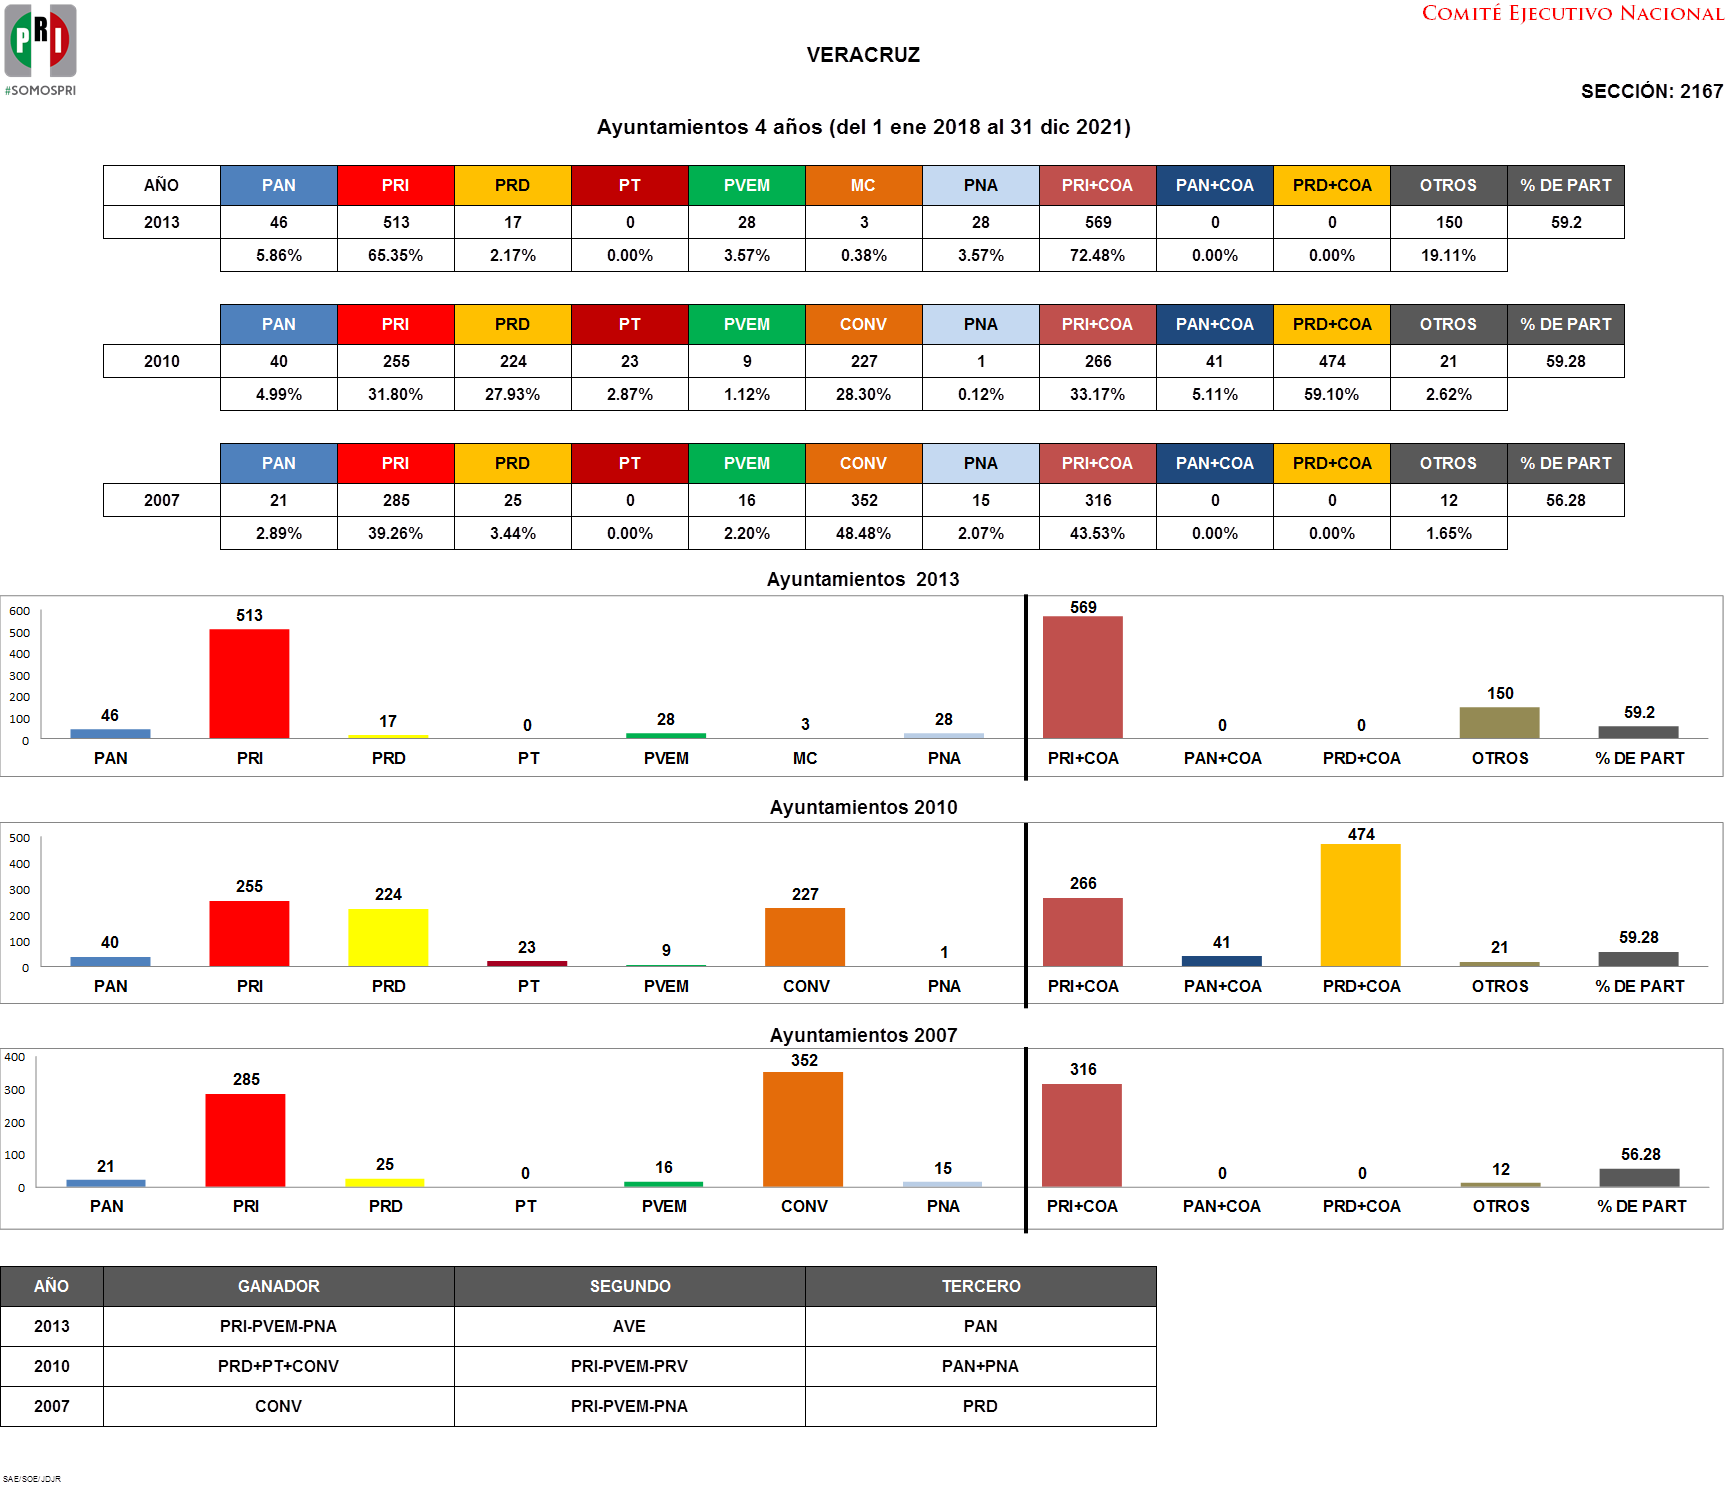 COMITÉ EJECUTIVO NACIONAL
PRI
#SOMOSPRI
VERACRUZ
SECCIÓN: 2167
Ayuntamientos 4 años (del 1 ene 2018 al 31 dic 2021)
AÑO PAN PRI PRD PT PVEM MC PNA PRI+COA PAN+COA PRD+COA OTROS % DE PART
2013 46 513 17 0 28 3 28 569 0 0 150 59.2
5.86% 65.35% 2.17% 0.00% 3.57% 0.38% 3.57% 72.48% 0.00% 0.00% 19.11%
PAN PRI PRD PT PVEM CONV PNA PRI+COA PAN+COA PRD+COA OTROS % DE PART
2010 40 255 224 23 9 227 1 266 41 474 21 59.28
4.99% 31.80% 27.93% 2.87% 1.12% 28.30% 0.12% 33.17% 5.11% 59.10% 2.62%
PAN PRI PRD PT PVEM CONV PNA PRI+COA PAN+COA PRD+COA OTROS % DE PART
2007 21 285 25 0 16 352 15 316 0 0 12 56.28
2.89% 39.26% 3.44% 0.00% 2.20% 48.48% 2.07% 43.53% 0.00% 0.00% 1.65%
Ayuntamientos 2013
600
500
400
300
200
100
0
46 513 17 0 28 3 28 569 0 0 150 59.2
PAN PRI PRD PT PVEM MC PNA PRI+COA PAN+COA PRD+COA OTROS % DE PART
Ayuntamientos 2010
500
400
300
200
100
0
40 255 224 23 9 227 1 266 41 474 21 59.28
PAN PRI PRD PT PVEM CONV PNA PRI+COA PAN+COA PRD+COA OTROS % DE PART
Ayuntamientos 2007
400
300
200
100
0
21 285 25 0 16 352 15 316 0 0 12 56.28
PAN PRI PRD PT PVEM CONV PNA PRI+COA PAN+COA PRD+COA OTROS % DE PART
AÑO GANADOR SEGUNDO TERCERO
2013 PRI-PVEM-PNA AVE PAN
2010 PRD+PT+CONV PRI-PVEM-PRV PAN+PNA
2007 CONV PRI-PVEM-PNA PRD
SAE/SOE/JDJR